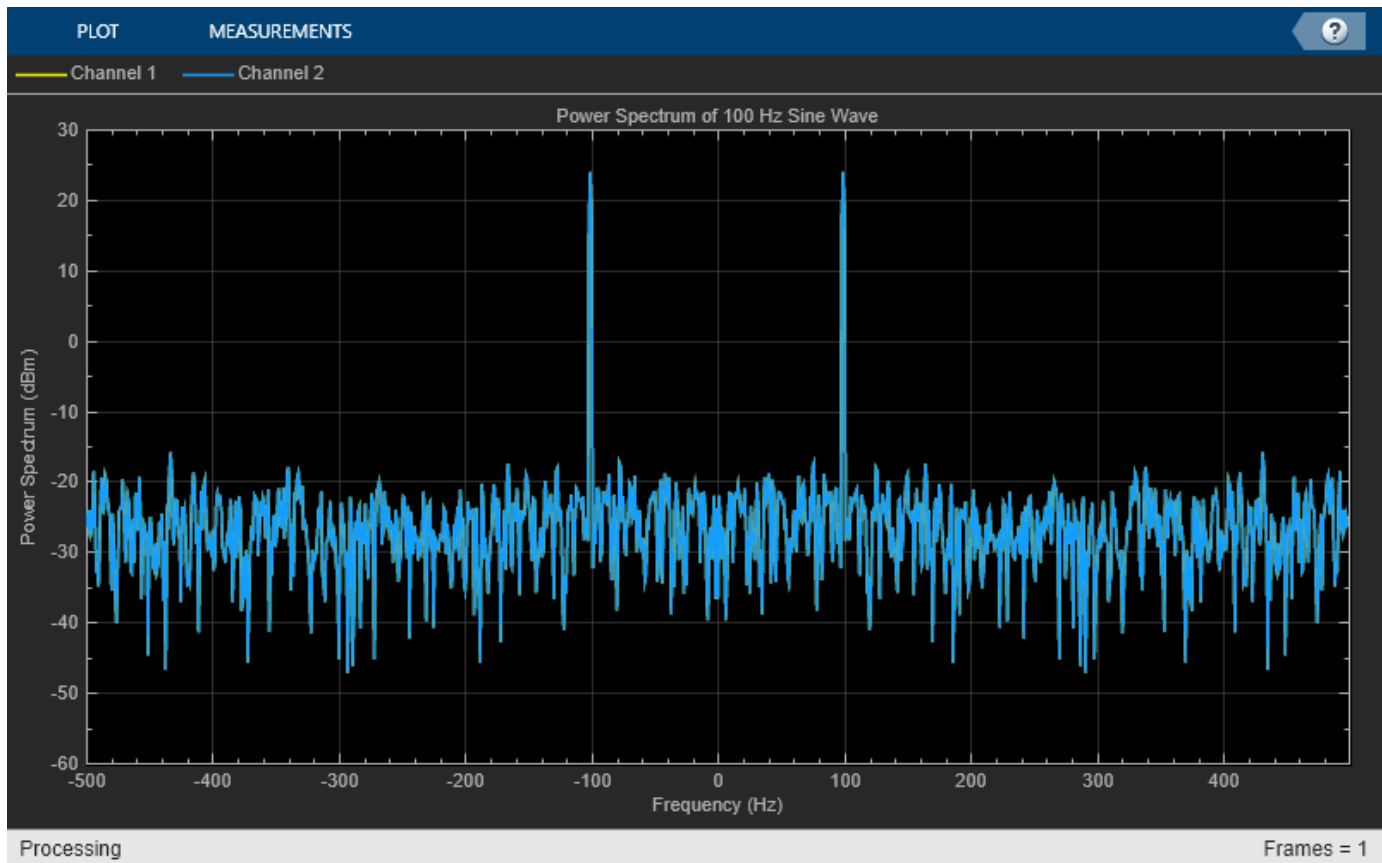 PLOT MEASUREMENTS ?
Channel 1 Channel 2
Power Spectrum of 100 Hz Sine Wave
30
20
10
0
-10
-20
-30
-40
-50
-60
Power Spectrum (dBm)
-500 -400 -300 -200 -100 0 100 200 300 400
Frequency (Hz)
Processing Frames = 1